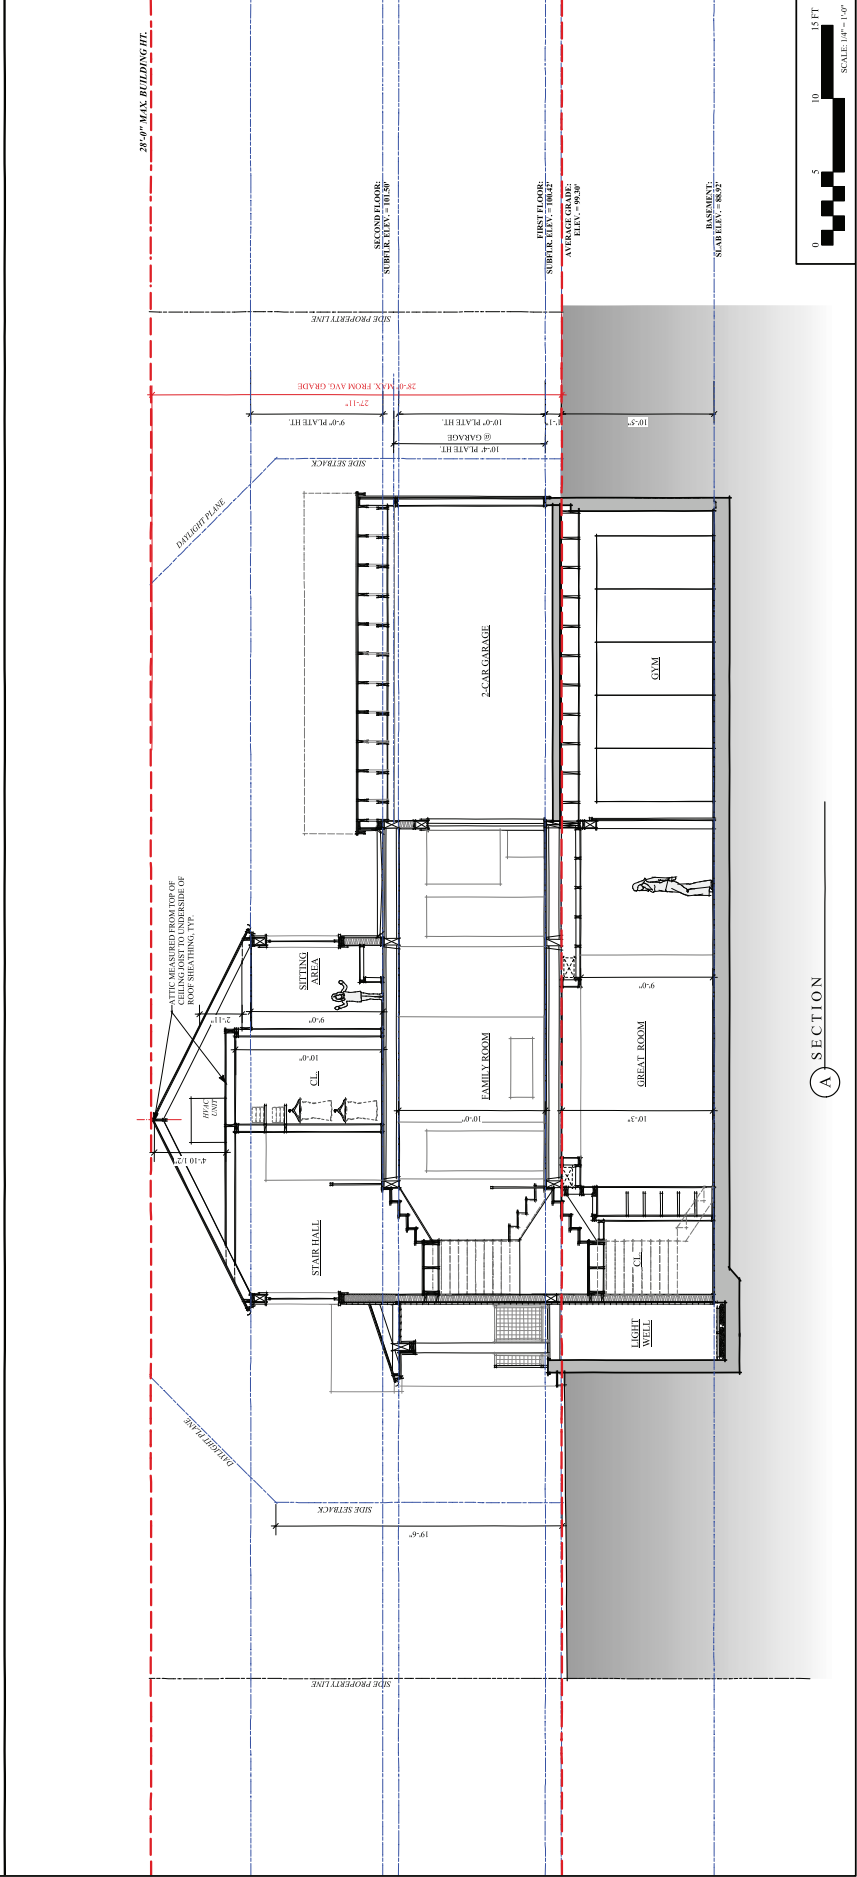 28'-0" MAX. BUILDING HT.
SECOND FLOOR:
SUBFLR. ELEV. = 101.50'
FIRST FLOOR:
SUBFLR. ELEV. = 100.42'
AVERAGE GRADE:
ELEV. = 99.30'
BASEMENT:
SLAB ELEV. = 88.92'
0 5 10 15 FT
SCALE: 1/4" = 1'-0"
SIDE PROPERTY LINE
28'-0" MAX. FROM AVG. GRADE
27'-11"
9'-0" PLATE HT.
10'-0" PLATE HT.
10'-4" PLATE HT.
@ GARAGE
10'-5"
SIDE SETBACK
DAYLIGHT PLANE
2-CAR GARAGE
GYM
ATTIC MEASURED FROM TOP OF
CEILING JOIST TO UNDERSIDE OF
ROOF SHEATHING, TYP.
SITTING
AREA
2'-11"
9'-0"
10'-0"
CL.
HVAC
UNIT
4'-10 1/2"
FAMILY ROOM
10'-0"
GREAT ROOM
9'-0"
10'-3"
STAIR HALL
CL.
LIGHT
WELL
DAYLIGHT PLANE
SIDE SETBACK
19'-6"
SIDE PROPERTY LINE
A SECTION